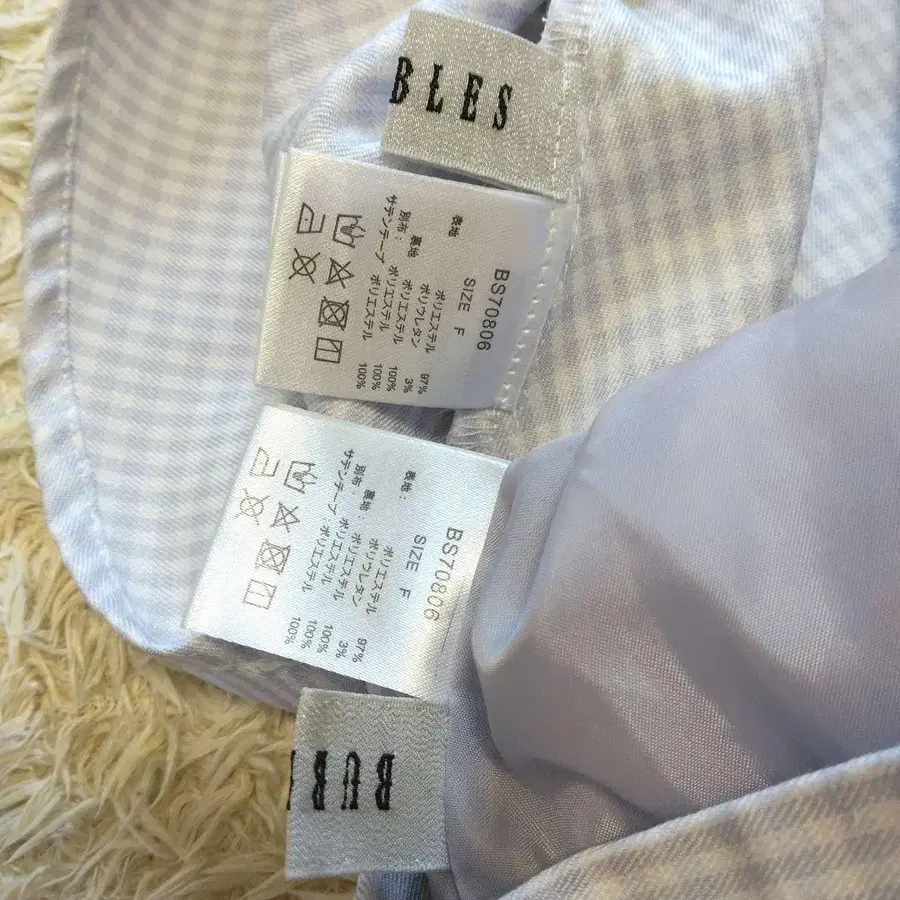 BLES
BS70806
SIZE F
表地: ポリエステル 97%
ポリウレタン 3%
裏地: ポリエステル 100%
別布: ポリエステル 100%
サテンテープ: ポリエステル 100%
BS70806
SIZE F
表地: ポリエステル 97%
ポリウレタン 3%
裏地: ポリエステル 100%
別布: ポリエステル 100%
サテンテープ: ポリエステル 100%
BUB